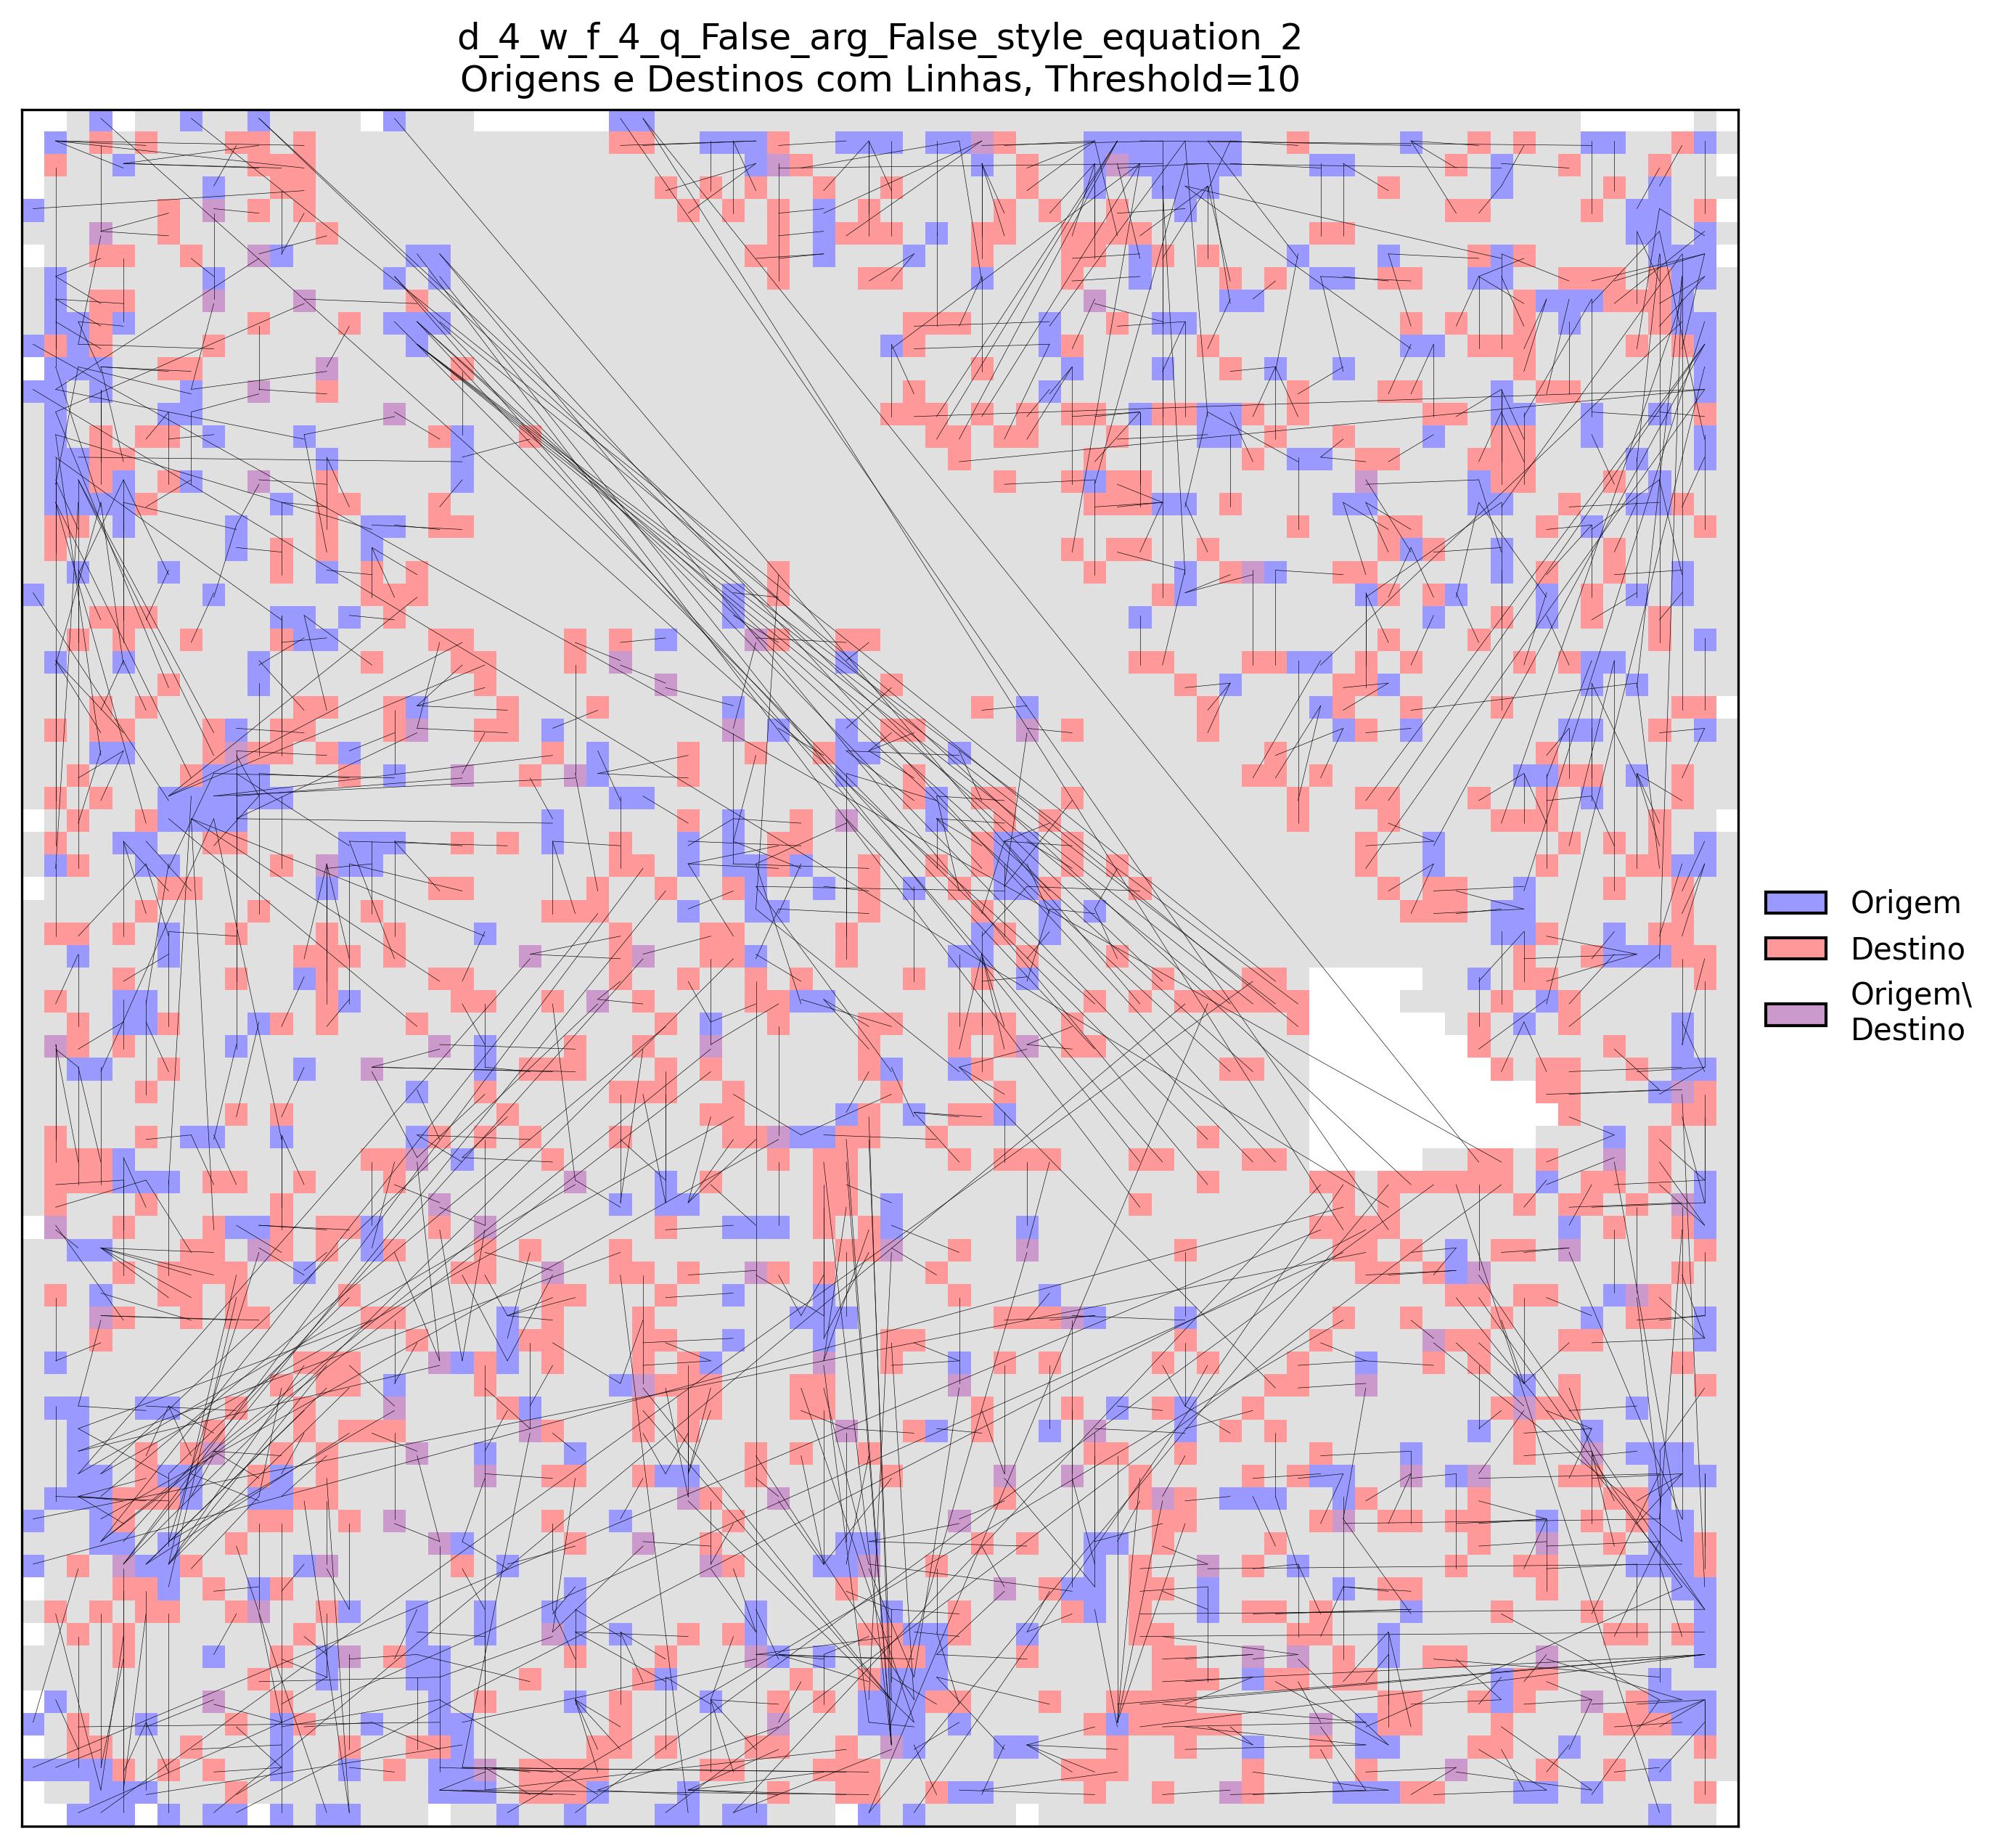 d_4_w_f_4_q_False_arg_False_style_equation_2
Origens e Destinos com Linhas, Threshold=10
Origem
Destino
Origem\
Destino